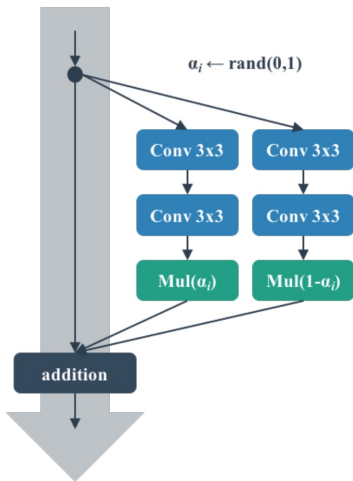 αᵢ ← rand(0,1)
Conv 3x3
Conv 3x3
Conv 3x3
Conv 3x3
Mul(αᵢ)
Mul(1-αᵢ)
addition